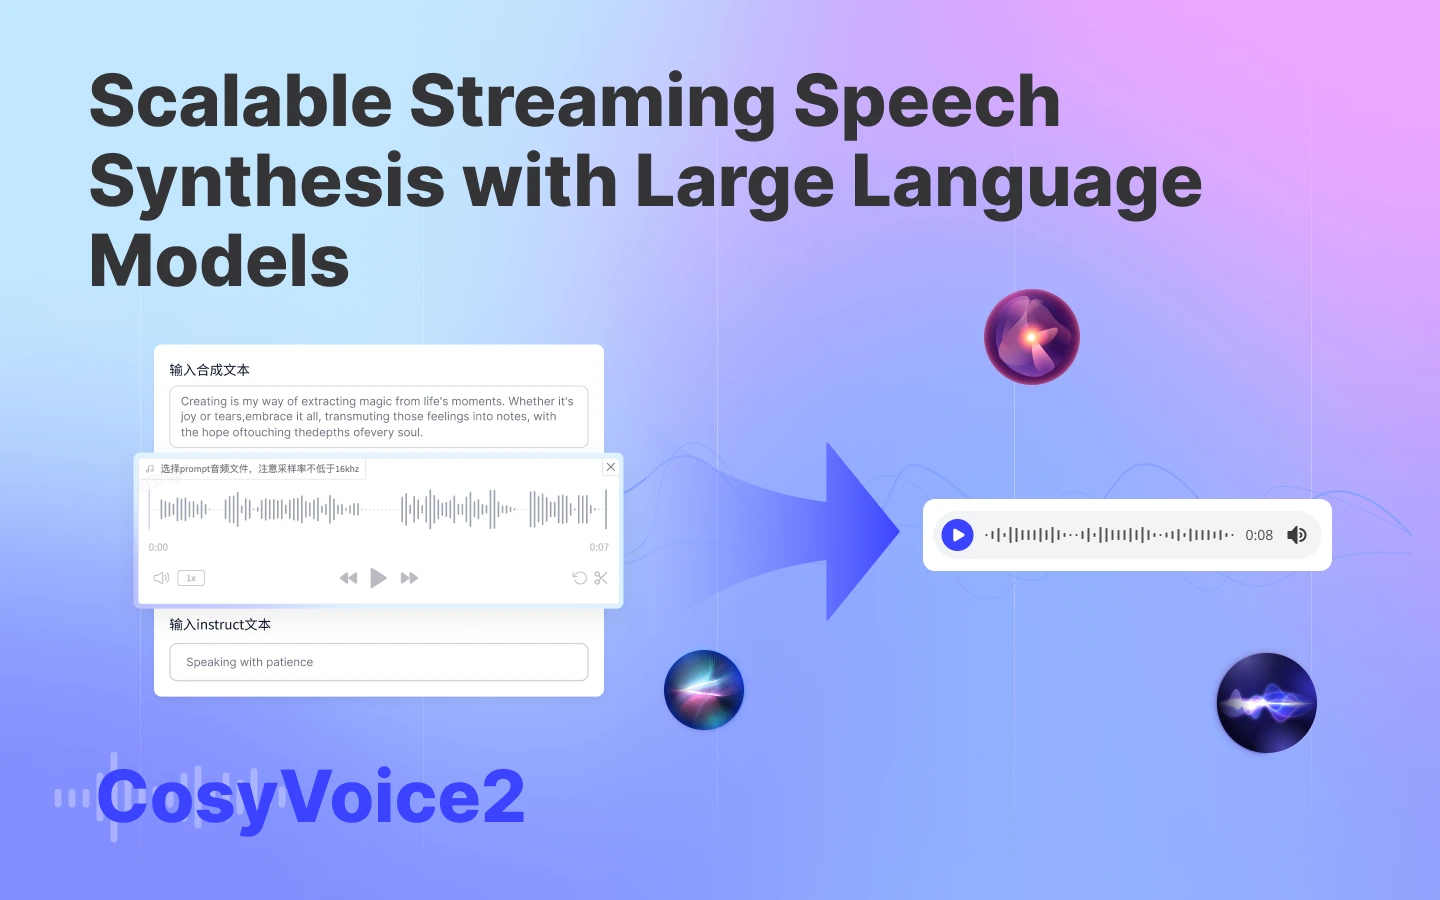 Scalable Streaming Speech
Synthesis with Large Language
Models
输入合成文本
Creating is my way of extracting magic from life's moments. Whether it's
joy or tears,embrace it all, transmuting those feelings into notes, with
the hope oftouching thedepths ofevery soul.
选择prompt音频文件，注意采样率不低于16khz
0:00
0:07
1x
输入instruct文本
Speaking with patience
0:08
CosyVoice2